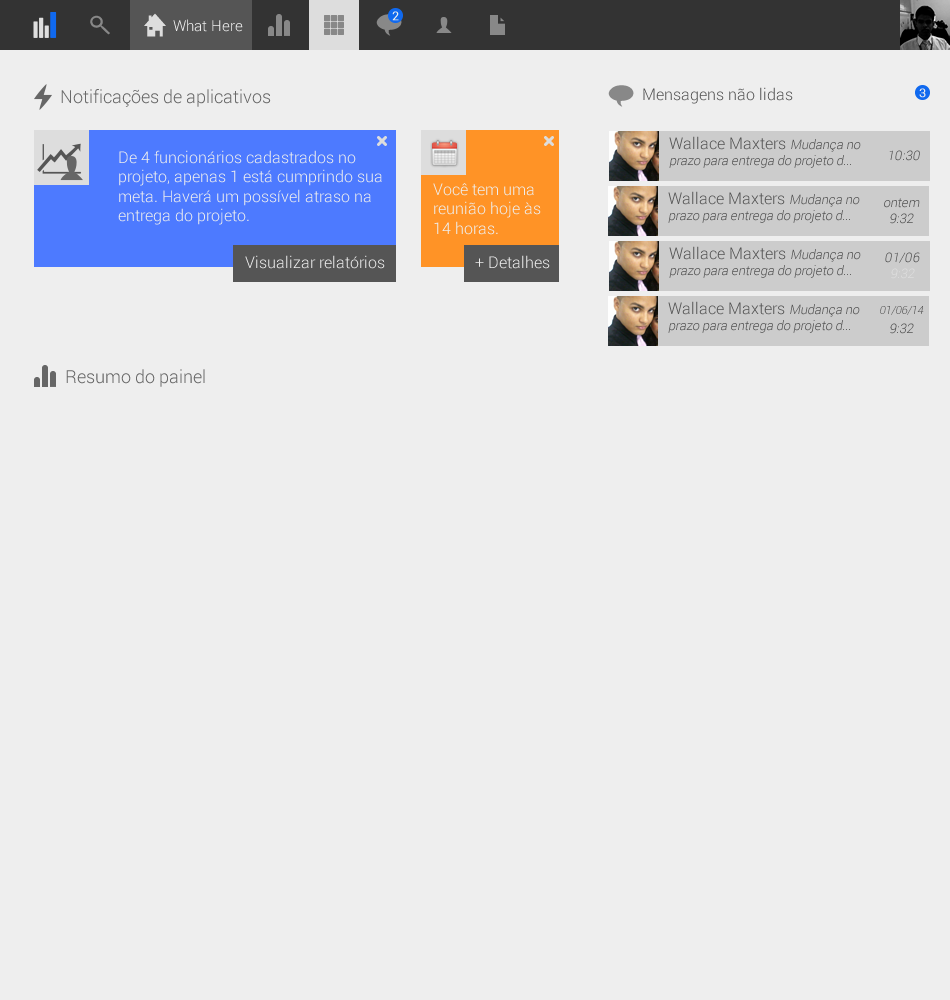 What Here
2
Notificações de aplicativos
De 4 funcionários cadastrados no
projeto, apenas 1 está cumprindo sua
meta. Haverá um possível atraso na
entrega do projeto.
Visualizar relatórios
Você tem uma
reunião hoje às
14 horas.
+ Detalhes
Mensagens não lidas
3
Wallace Maxters Mudança no
prazo para entrega do projeto d...
10:30
Wallace Maxters Mudança no
prazo para entrega do projeto d...
ontem
9:32
Wallace Maxters Mudança no
prazo para entrega do projeto d...
01/06
9:32
Wallace Maxters Mudança no
prazo para entrega do projeto d...
01/06/14
9:32
Resumo do painel